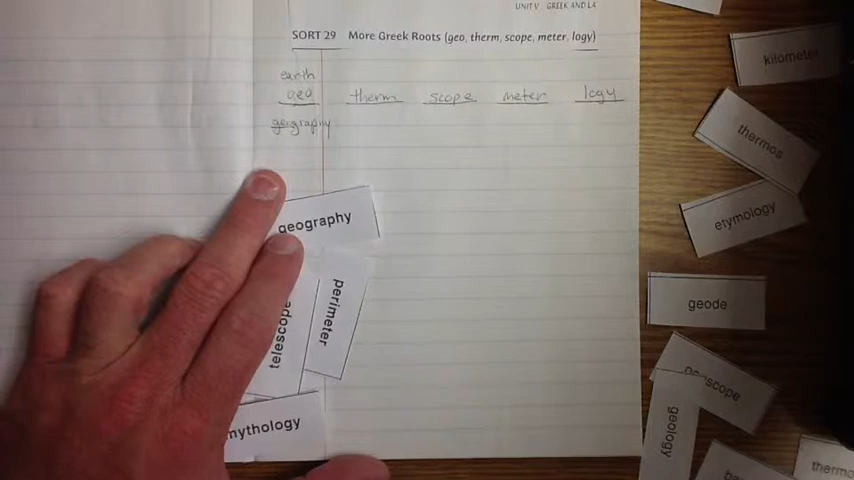 UNIT V GREEK AND LA
SORT 29 More Greek Roots (geo, therm, scope, meter, logy)
earth
geo therm scope meter logy
geography
kilometer
thermos
etymology
geography
geode
perimeter
telescope
geology
mythology
thermo